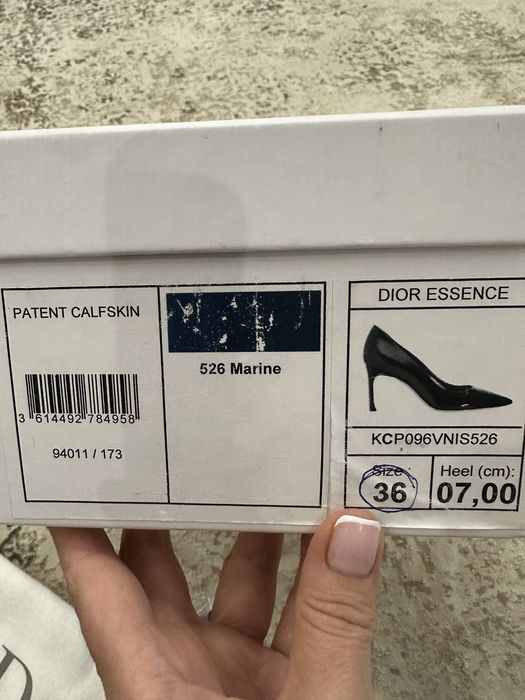 PATENT CALFSKIN
3 614492 784958
94011 / 173
526 Marine
DIOR ESSENCE
KCP096VNIS526
Size:
36
Heel (cm):
07,00
D